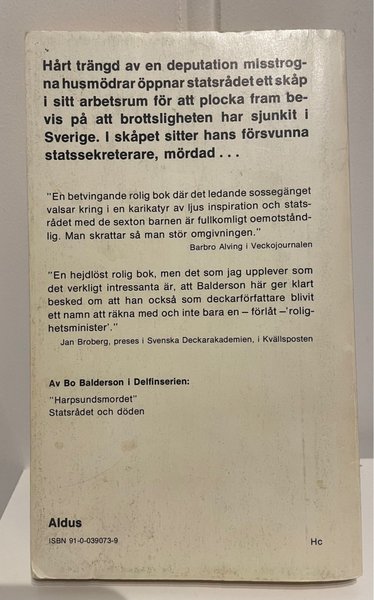 Hårt trängd av en deputation misstrog-
na husmödrar öppnar statsrådet ett skåp
i sitt arbetsrum för att plocka fram be-
vis på att brottsligheten har sjunkit i
Sverige. I skåpet sitter hans försvunna
statssekreterare, mördad . . .
"En betvingande rolig bok där det ledande sossegänget
valsar kring i en karikatyr av ljus inspiration och stats-
rådet med de sexton barnen är fullkomligt oemotstånd-
lig. Man skrattar så man stör omgivningen."
Barbro Alving i Veckojournalen
"En hejdlöst rolig bok, men det som jag upplever som
det verkligt intressanta är, att Balderson här ger klart
besked om att han också som deckarförfattare blivit
ett namn att räkna med och inte bara en – förlåt –'rolig-
hetsminister'."
Jan Broberg, preses i Svenska Deckarakademien, i Kvällsposten
Av Bo Balderson i Delfinserien:
"Harpsundsmordet"
Statsrådet och döden
Aldus
ISBN 91-0-039073-9
Hc